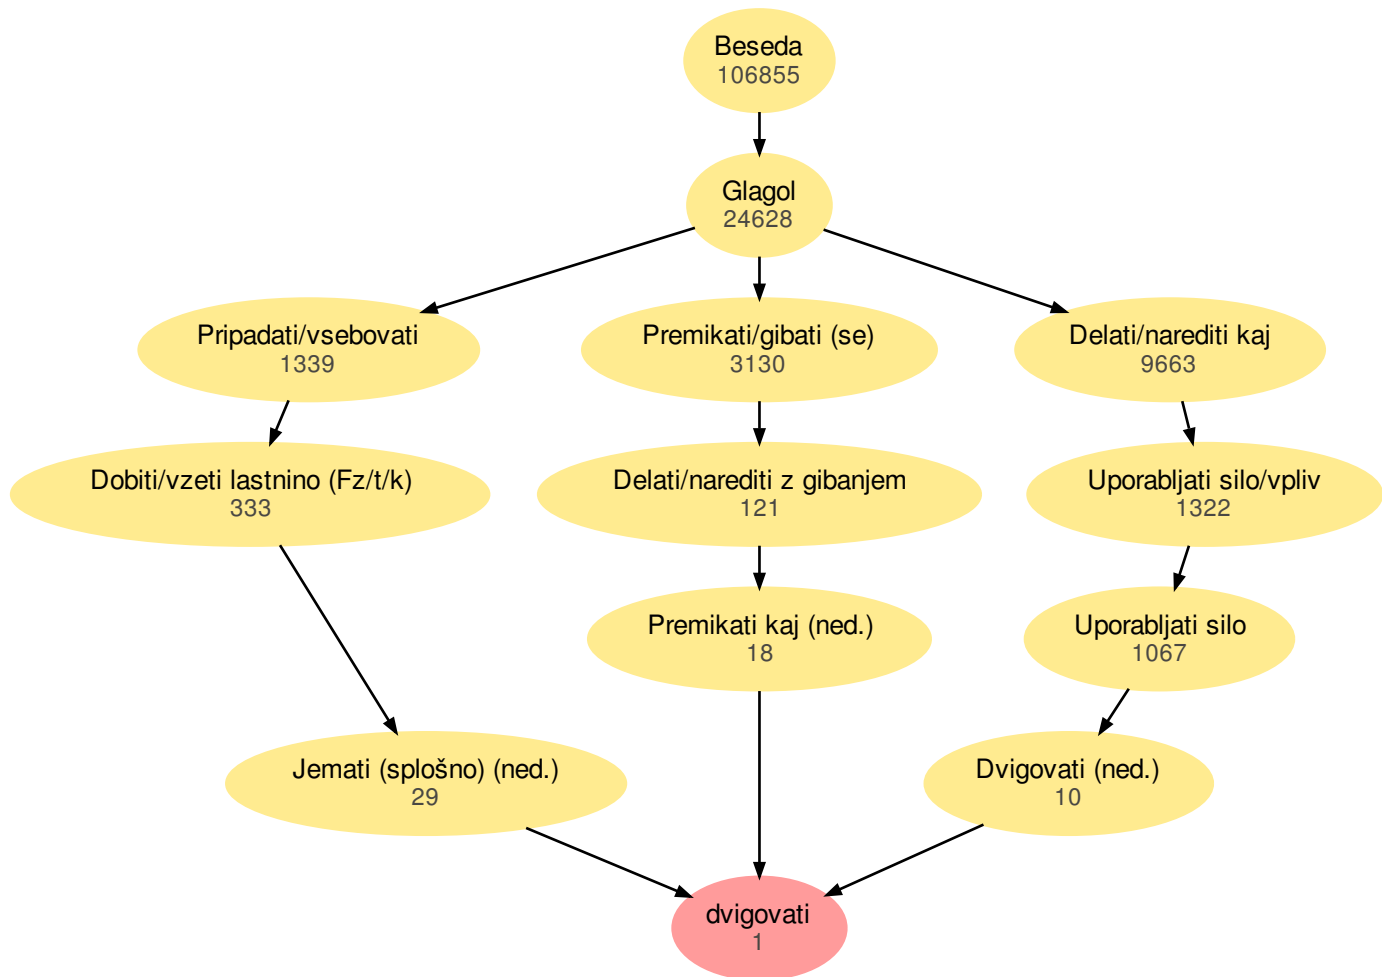 Beseda
106855
Glagol
24628
Pripadati/vsebovati
1339
Premikati/gibati (se)
3130
Delati/narediti kaj
9663
Dobiti/vzeti lastnino (Fz/t/k)
333
Delati/narediti z gibanjem
121
Uporabljati silo/vpliv
1322
Premikati kaj (ned.)
18
Uporabljati silo
1067
Jemati (splošno) (ned.)
29
Dvigovati (ned.)
10
dvigovati
1